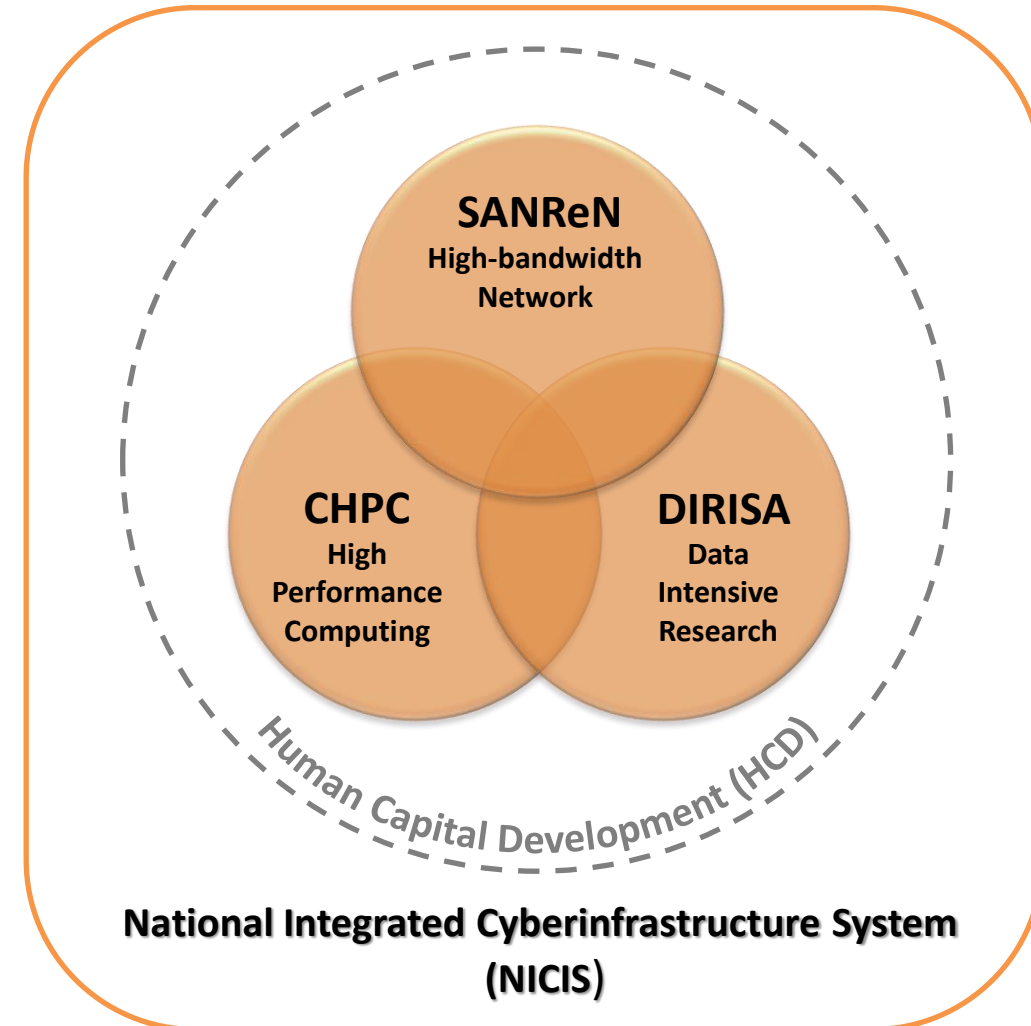 SANReN
High-bandwidth
Network
CHPC
High
Performance
Computing
DIRISA
Data
Intensive
Research
Human Capital Development (HCD)
National Integrated Cyberinfrastructure System
(NICIS)